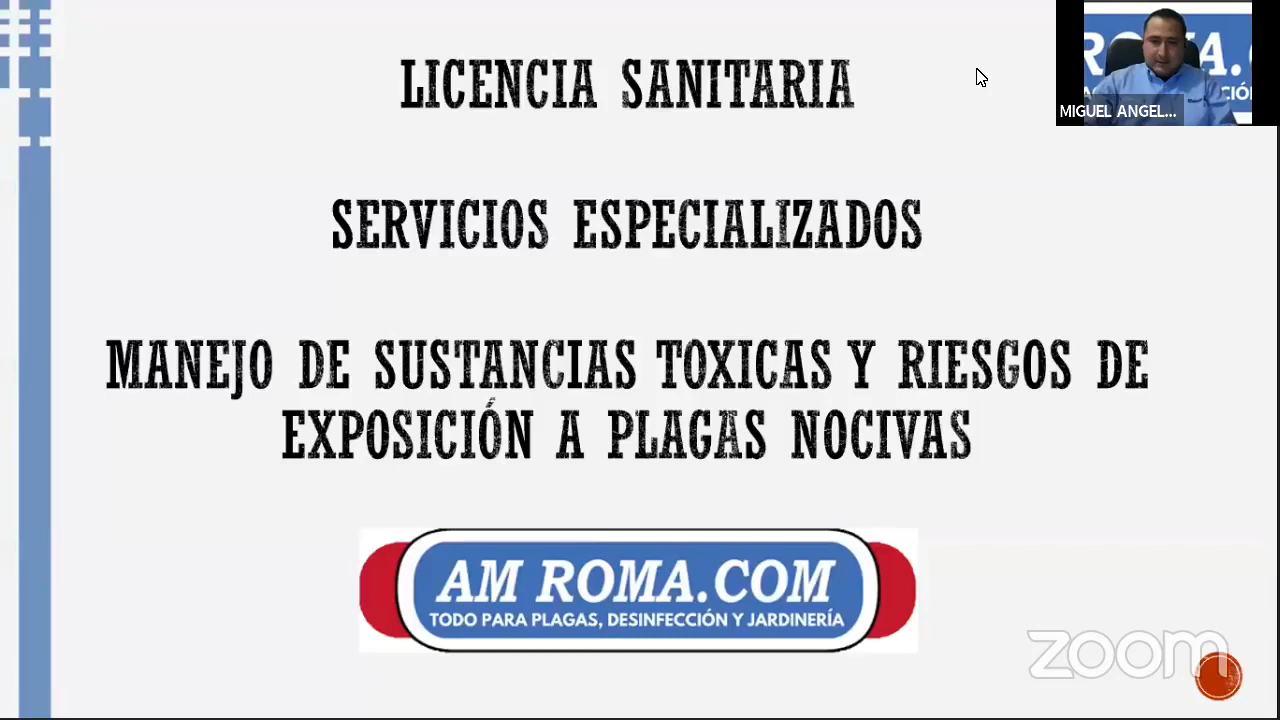 LICENCIA SANITARIA
SERVICIOS ESPECIALIZADOS
MANEJO DE SUSTANCIAS TOXICAS Y RIESGOS DE
EXPOSICIÓN A PLAGAS NOCIVAS
AM ROMA.COM
TODO PARA PLAGAS, DESINFECCIÓN Y JARDINERÍA
MIGUEL ANGEL...
zoom